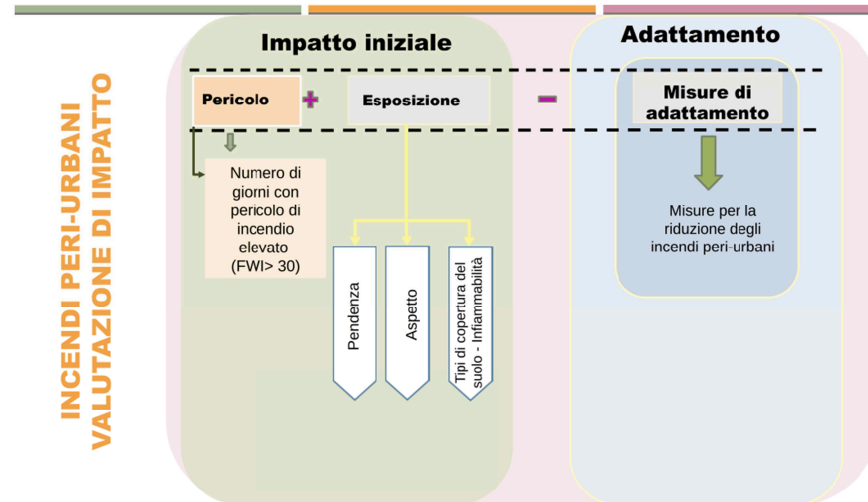 INCENDI PERI-URBANI
VALUTAZIONE DI IMPATTO
Impatto iniziale
Adattamento
Pericolo
+
Esposizione
-
Misure di
adattamento
Numero di
giorni con
pericolo di
incendio
elevato
(FWI> 30)
Pendenza
Aspetto
Tipi di copertura del
suolo - Infiammabilità
Misure per la
riduzione degli
incendi peri-urbani